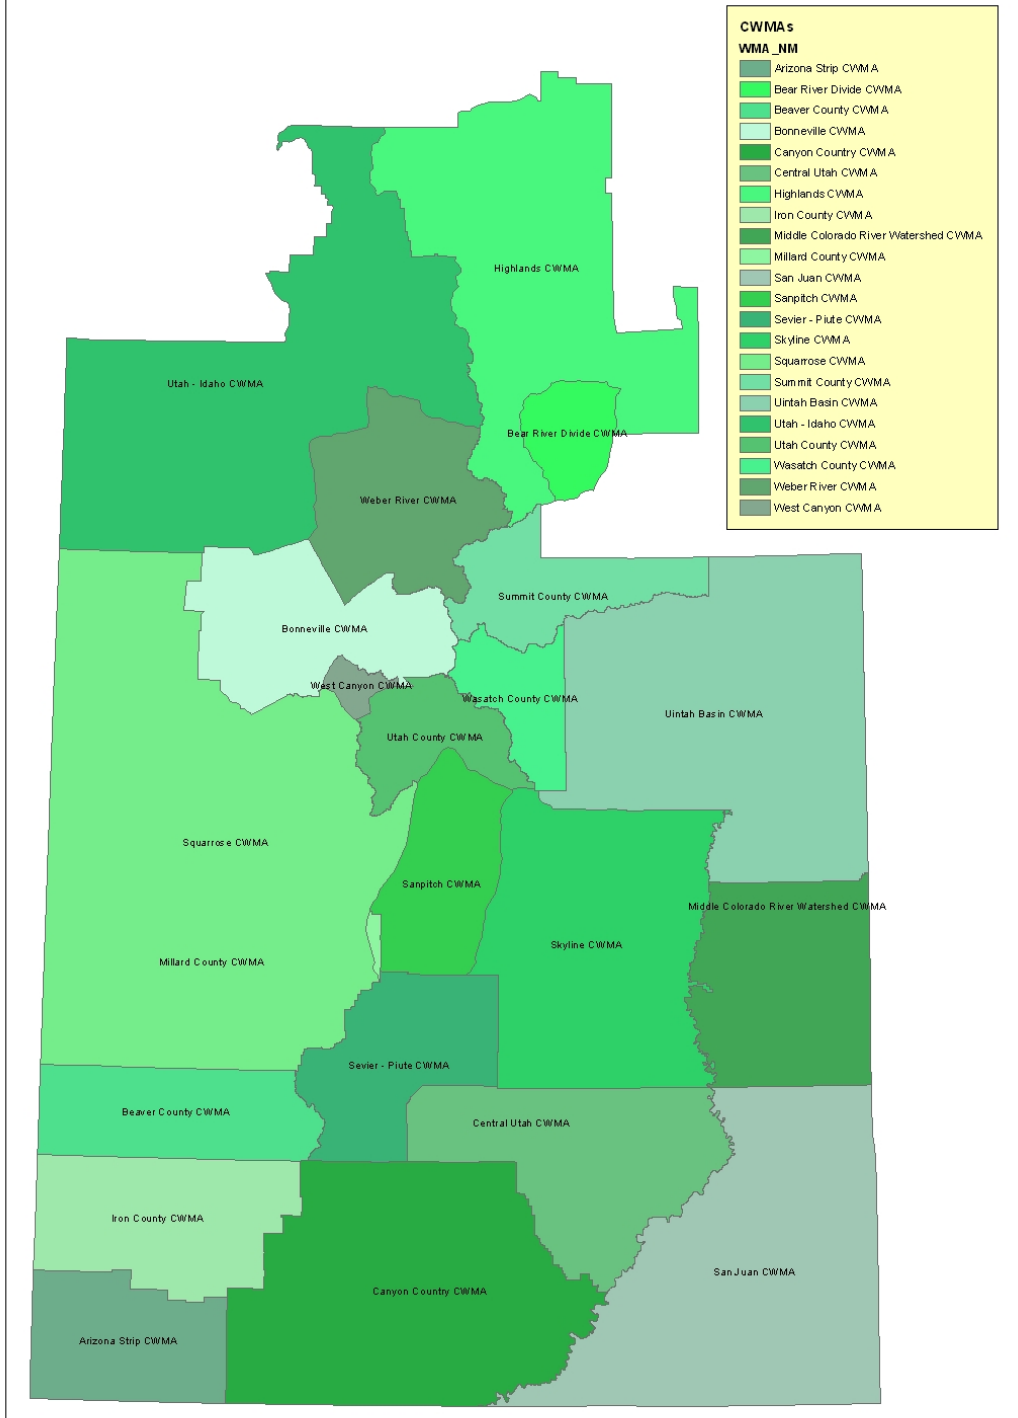 CWMAs
WMA_NM
Arizona Strip CWMA
Bear River Divide CWMA
Beaver County CWMA
Bonneville CWMA
Canyon Country CWMA
Central Utah CWMA
Highlands CWMA
Iron County CWMA
Middle Colorado River Watershed CWMA
Millard County CWMA
San Juan CWMA
Sanpitch CWMA
Sevier - Piute CWMA
Skyline CWMA
Squarrose CWMA
Summit County CWMA
Uintah Basin CWMA
Utah - Idaho CWMA
Utah County CWMA
Wasatch County CWMA
Weber River CWMA
West Canyon CWMA
Highlands CWMA
Utah - Idaho CWMA
Bear River Divide CWMA
Weber River CWMA
Summit County CWMA
Bonneville CWMA
West Canyon CWMA
Wasatch County CWMA
Uintah Basin CWMA
Utah County CWMA
Squarrose CWMA
Sanpitch CWMA
Middle Colorado River Watershed CWMA
Skyline CWMA
Millard County CWMA
Sevier - Piute CWMA
Beaver County CWMA
Central Utah CWMA
Iron County CWMA
San Juan CWMA
Canyon Country CWMA
Arizona Strip CWMA